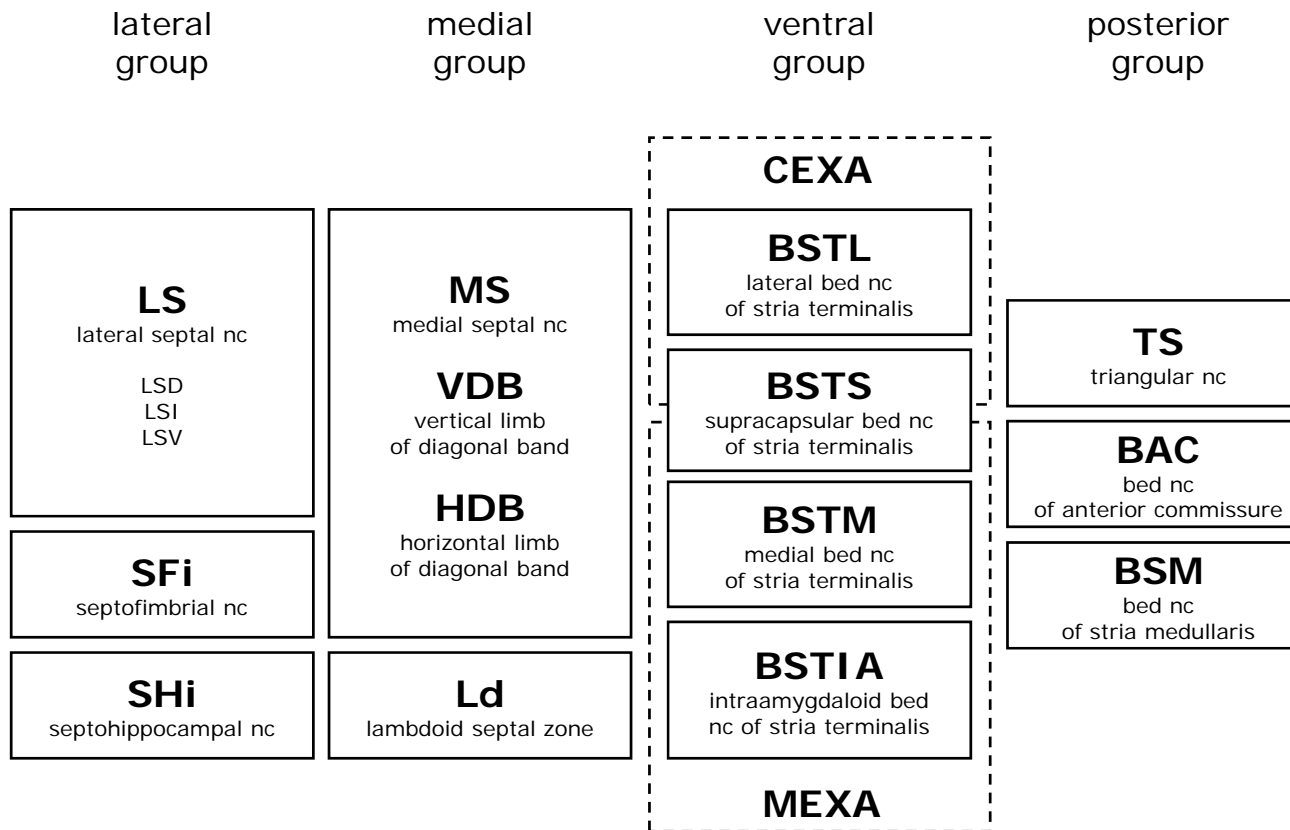 lateral
group
medial
group
ventral
group
posterior
group
LS
lateral septal nc
LSD
LSI
LSV
SFi
septofimbrial nc
SHi
septohippocampal nc
MS
medial septal nc
VDB
vertical limb
of diagonal band
HDB
horizontal limb
of diagonal band
Ld
lambdoid septal zone
CEXA
BSTL
lateral bed nc
of stria terminalis
BSTS
supracapsular bed nc
of stria terminalis
BSTM
medial bed nc
of stria terminalis
BSTIA
intraamygdaloid bed
nc of stria terminalis
MEXA
TS
triangular nc
BAC
bed nc
of anterior commissure
BSM
bed nc
of stria medullaris